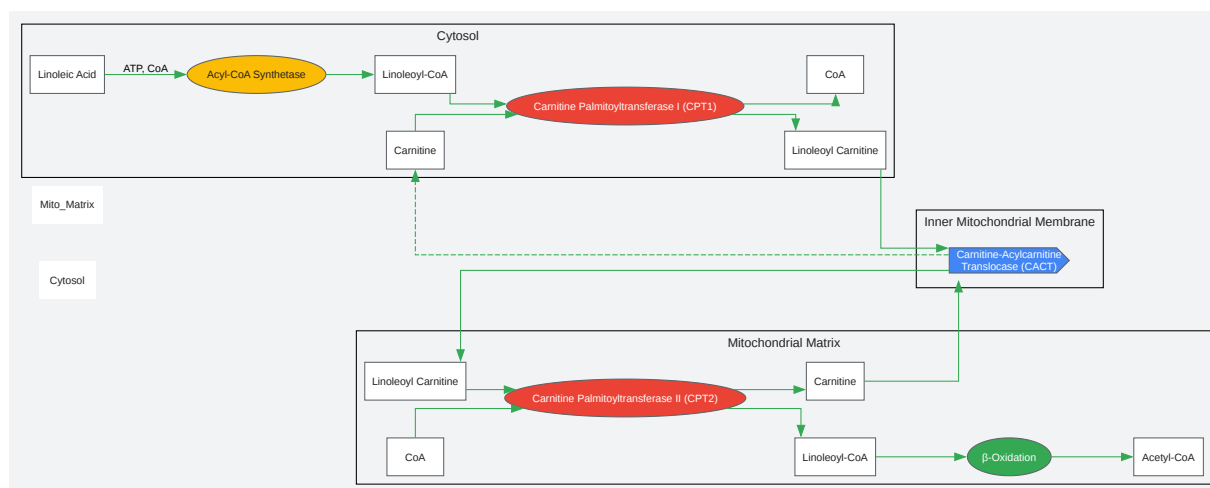 Cytosol
Linoleic Acid
ATP, CoA
Acyl-CoA Synthetase
Linoleoyl-CoA
CoA
Carnitine Palmitoyltransferase I (CPT1)
Carnitine
Linoleoyl Carnitine
Mito_Matrix
Inner Mitochondrial Membrane
Carnitine-Acylcarnitine
Translocase (CACT)
Cytosol
Mitochondrial Matrix
Linoleoyl Carnitine
Carnitine
Carnitine Palmitoyltransferase II (CPT2)
CoA
Linoleoyl-CoA
β-Oxidation
Acetyl-CoA